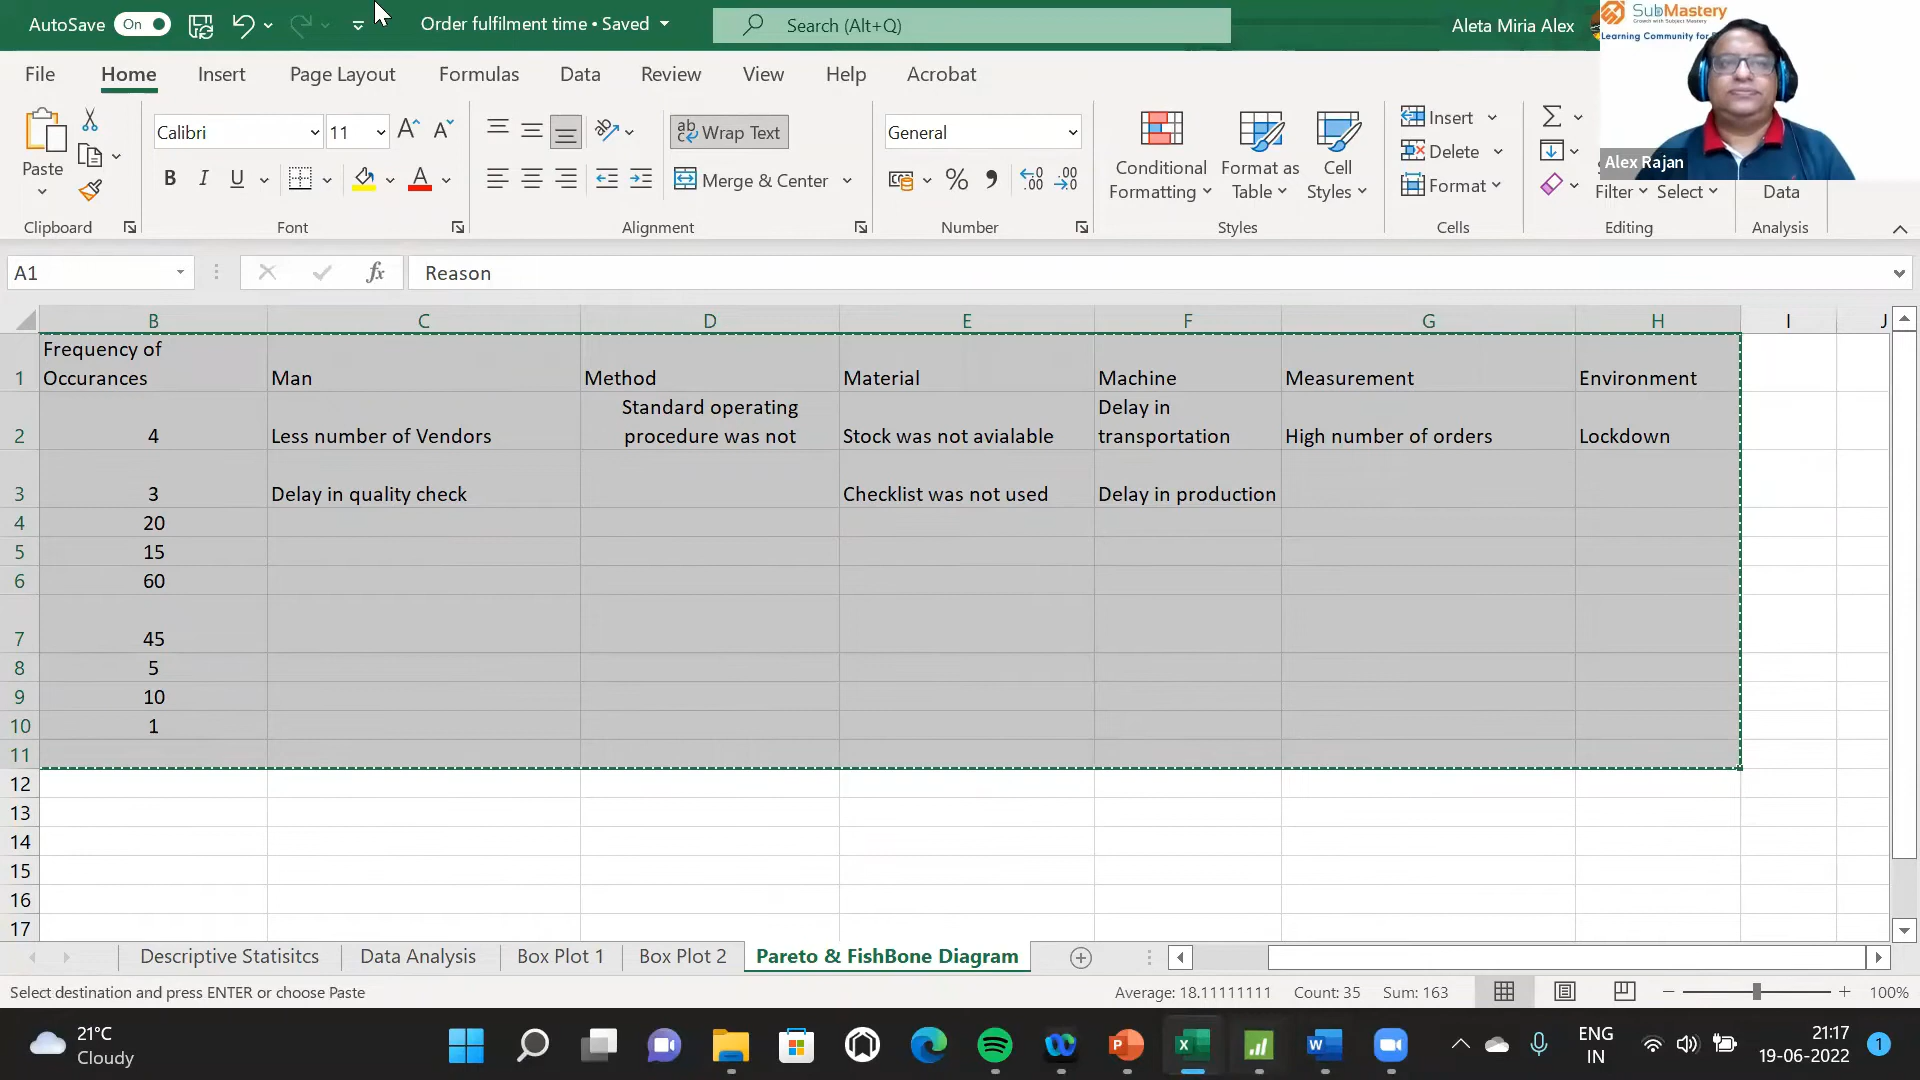 AutoSave On
Order fulfilment time • Saved
Search (Alt+Q)
Aleta Miria Alex
SubMastery
Growth with Subject Mastery
Learning Community for
Alex Rajan
File Home Insert Page Layout Formulas Data Review View Help Acrobat
Paste
Clipboard
Calibri 11
B I U
Font
Wrap Text
Merge & Center
Alignment
General
Number
Conditional
Formatting
Format as
Table
Cell
Styles
Styles
Insert
Delete
Format
Cells
Filter Select
Editing
Data
Analysis
A1
fx
Reason
B C D E F G H I J
1 Frequency of
Occurances Man Method Material Machine Measurement Environment
2 4 Less number of Vendors Standard operating
procedure was not Stock was not avialable Delay in
transportation High number of orders Lockdown
3 3 Delay in quality check Checklist was not used Delay in production
4 20
5 15
6 60
7 45
8 5
9 10
10 1
11
12
13
14
15
16
17
Descriptive Statisitcs Data Analysis Box Plot 1 Box Plot 2 Pareto & FishBone Diagram
Select destination and press ENTER or choose Paste
Average: 18.11111111 Count: 35 Sum: 163
100%
21°C
Cloudy
ENG
IN
21:17
19-06-2022
1